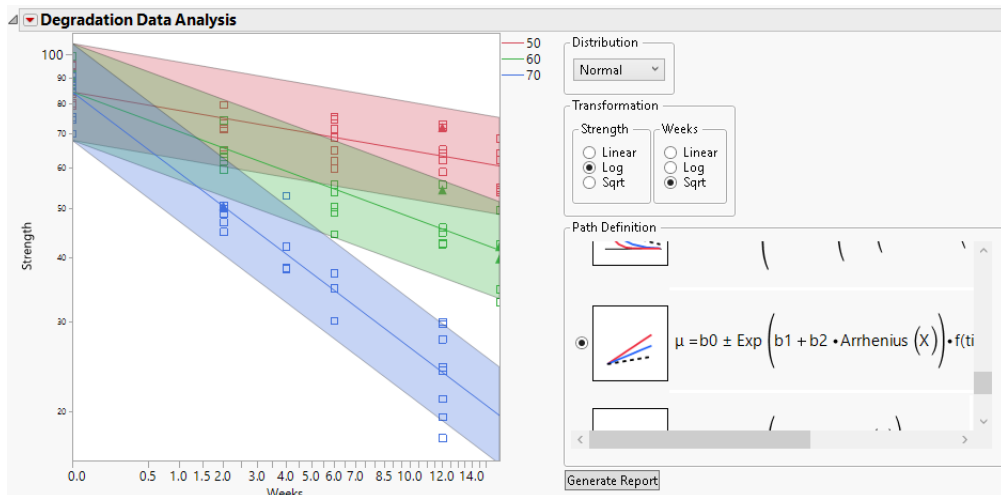 Degradation Data Analysis
100
90
80
70
60
50
40
30
20
Strength
0.0 0.5 1.0 1.5 2.0 3.0 4.0 5.0 6.0 7.0 8.5 10.0 12.0 14.0
Weeks
50
60
70
Distribution
Normal
Transformation
Strength
Linear
Log
Sqrt
Weeks
Linear
Log
Sqrt
Path Definition
μ = b0 ± Exp ( b1 + b2 • Arrhenius ( X ) ) • f(ti
Generate Report